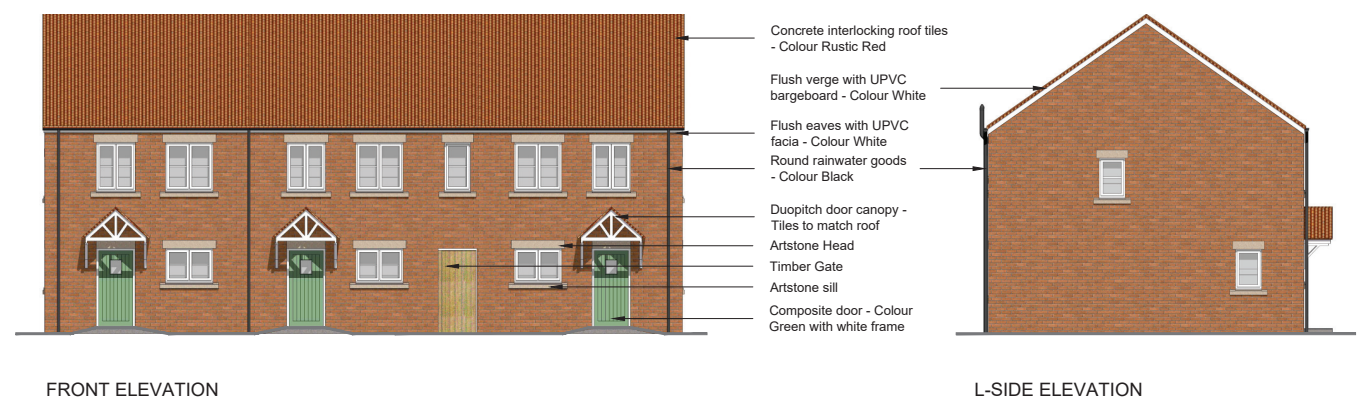 Concrete interlocking roof tiles
- Colour Rustic Red
Flush verge with UPVC
bargeboard - Colour White
Flush eaves with UPVC
facia - Colour White
Round rainwater goods
- Colour Black
Duopitch door canopy -
Tiles to match roof
Artstone Head
Timber Gate
Artstone sill
Composite door - Colour
Green with white frame
FRONT ELEVATION
L-SIDE ELEVATION